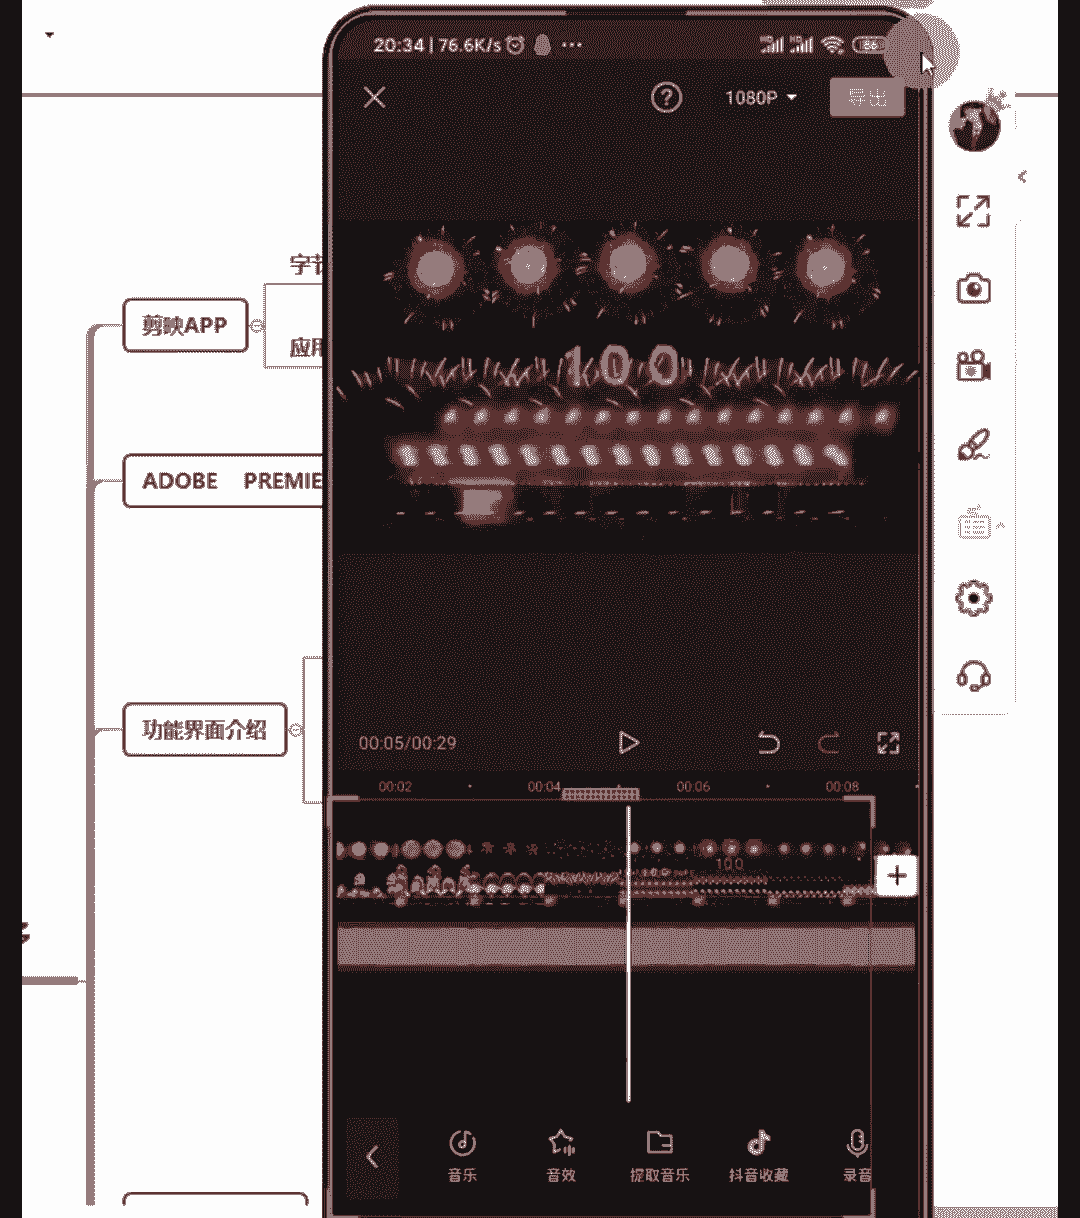 20:34 | 76.6K/s
86
1080P
导出
字节
剪映APP
应用
100
ADOBE PREMIE
功能界面介绍
00:05/00:29
00:02
00:04
00:06
00:08
音乐
音效
提取音乐
抖音收藏
录音